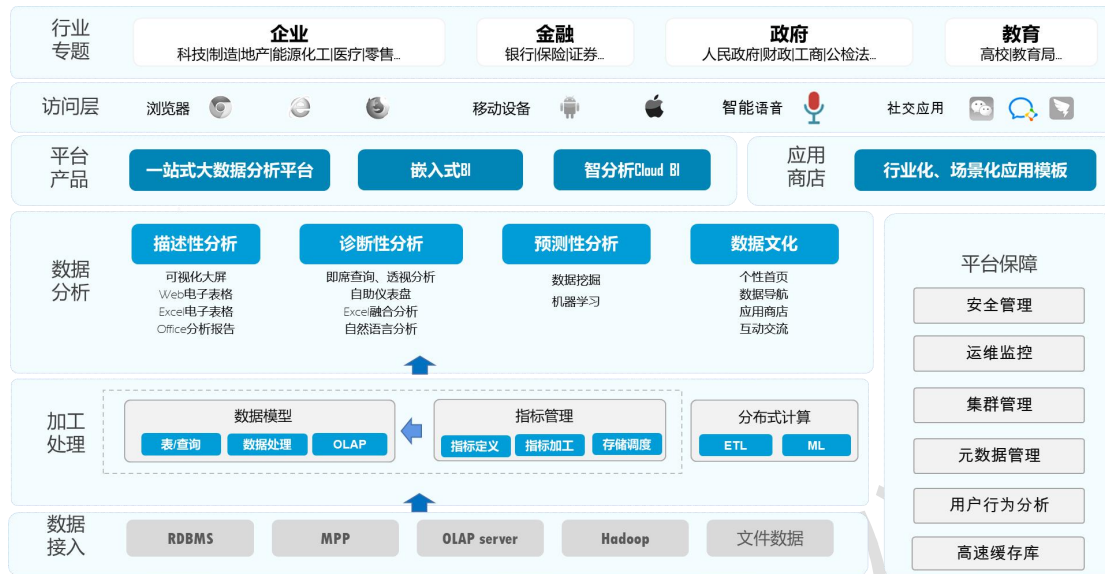 行业
专题
企业
科技|制造|地产|能源化工|医疗|零售...
金融
银行|保险|证券...
政府
人民政府|财政|工商|公检法...
教育
高校|教育局...
访问层
浏览器
移动设备
智能语音
社交应用
平台
产品
一站式大数据分析平台
嵌入式BI
智分析Cloud BI
应用
商店
行业化、场景化应用模板
数据
分析
描述性分析
可视化大屏
Web电子表格
Excel电子表格
Office分析报告
诊断性分析
即席查询、透视分析
自助仪表盘
Excel融合分析
自然语言分析
预测性分析
数据挖掘
机器学习
数据文化
个性首页
数据导航
应用商店
互动交流
加工
处理
数据模型
表/查询
数据处理
OLAP
指标管理
指标定义
指标加工
存储调度
分布式计算
ETL
ML
数据
接入
RDBMS
MPP
OLAP server
Hadoop
文件数据
平台保障
安全管理
运维监控
集群管理
元数据管理
用户行为分析
高速缓存库